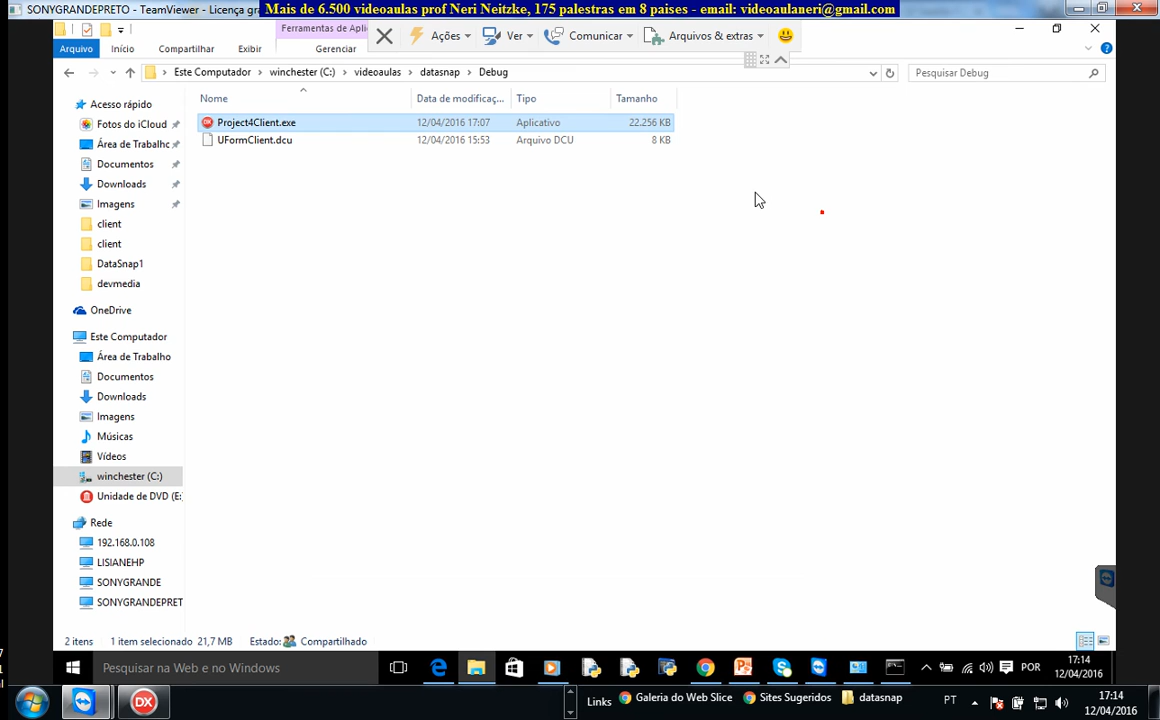 SONYGRANDEPRETO - TeamViewer - Licença gra
Mais de 6.500 videoaulas prof Neri Neitzke, 175 palestras em 8 paises - email: videoaulaneri@gmail.com
Ferramentas de Aplic
Ações
Ver
Comunicar
Arquivos & extras
Arquivo
Início
Compartilhar
Exibir
Gerenciar
Este Computador
winchester (C:)
videoaulas
datasnap
Debug
Pesquisar Debug
Nome
Data de modificaç...
Tipo
Tamanho
Project4Client.exe
12/04/2016 17:07
Aplicativo
22.256 KB
UFormClient.dcu
12/04/2016 15:53
Arquivo DCU
8 KB
Acesso rápido
Fotos do iCloud
Área de Trabalhc
Documentos
Downloads
Imagens
client
client
DataSnap1
devmedia
OneDrive
Este Computador
Área de Trabalho
Documentos
Downloads
Imagens
Músicas
Vídeos
winchester (C:)
Unidade de DVD (E:
Rede
192.168.0.108
LISIANEHP
SONYGRANDE
SONYGRANDEPRET
2 itens
1 item selecionado 21,7 MB
Estado:
Compartilhado
Pesquisar na Web e no Windows
POR
17:14
12/04/2016
DX
Links
Galeria do Web Slice
Sites Sugeridos
datasnap
PT
17:14
12/04/2016